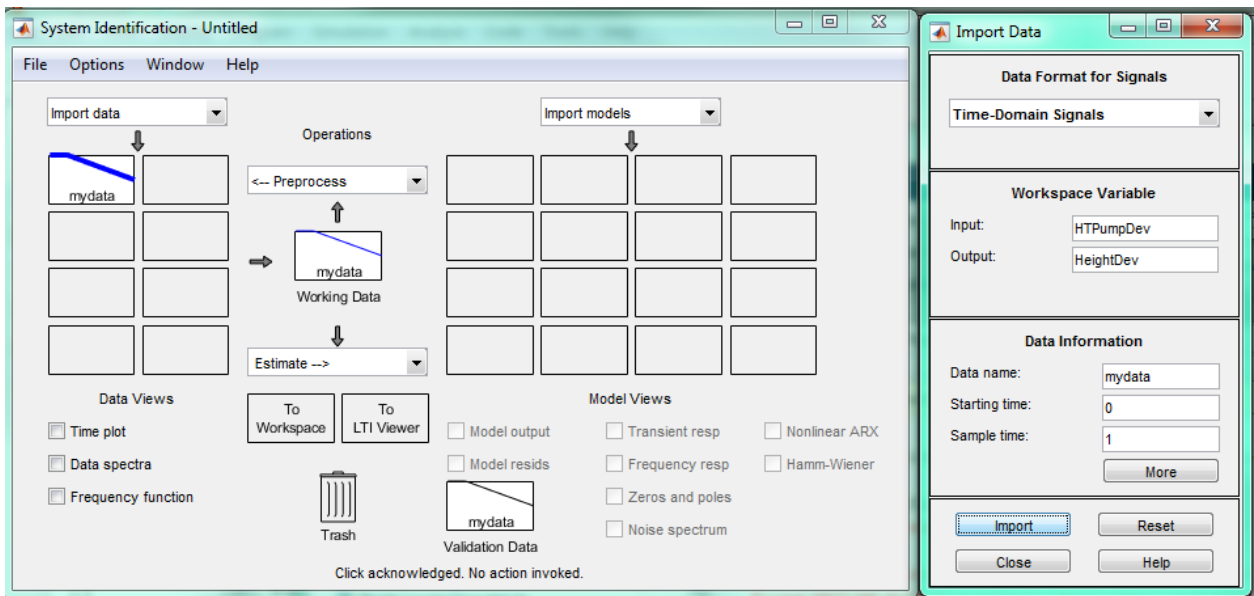 System Identification - Untitled
File Options Window Help
Import data
Import models
Operations
mydata
<-- Preprocess
mydata
Working Data
Estimate -->
Data Views
Time plot
Data spectra
Frequency function
To Workspace
To LTI Viewer
Trash
Model Views
Model output
Transient resp
Nonlinear ARX
Model resids
Frequency resp
Hamm-Wiener
Zeros and poles
Noise spectrum
mydata
Validation Data
Click acknowledged. No action invoked.
Import Data
Data Format for Signals
Time-Domain Signals
Workspace Variable
Input: HTPumpDev
Output: HeightDev
Data Information
Data name: mydata
Starting time: 0
Sample time: 1
More
Import Reset
Close Help